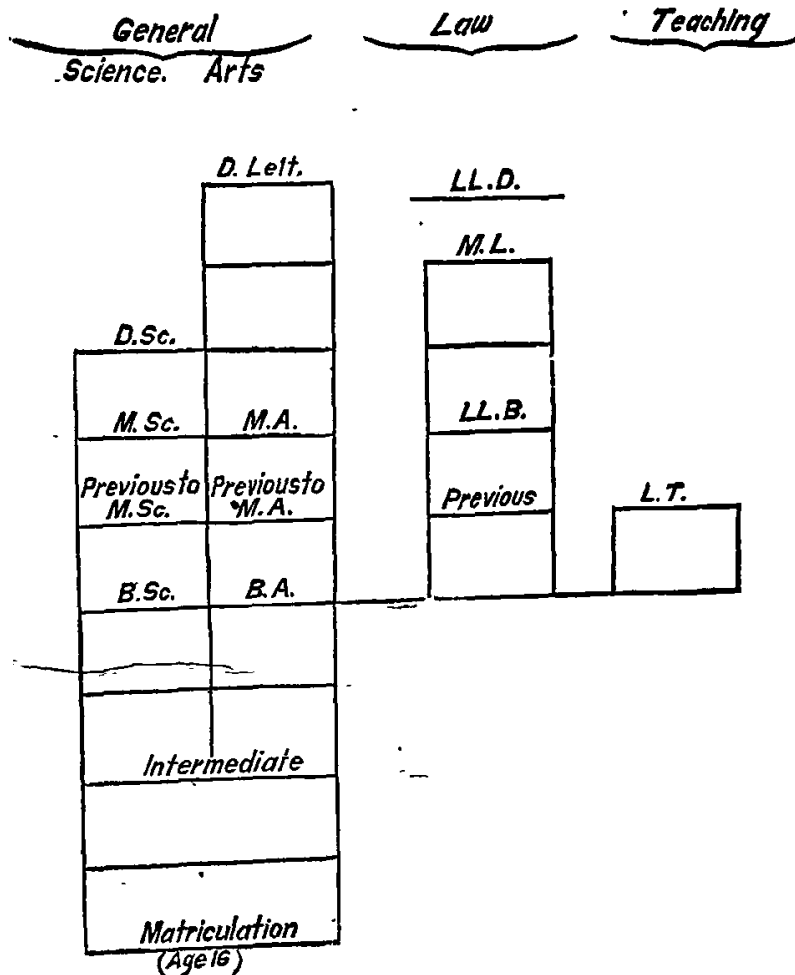 General
Law
Teaching
Science. Arts
D. Lett.
LL.D.
M.L.
D.Sc.
M.Sc.
M.A.
LL.B.
Previous to
M.Sc.
Previous to
M.A.
Previous
L.T.
B.Sc.
B.A.
Intermediate
Matriculation
(Age 16)